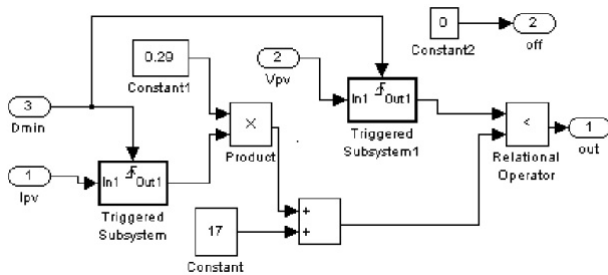 0
Constant2
2
off
0.29
Constant1
2
Vpv
In1
Out1
Triggered
Subsystem1
3
Dmin
×
Product
<
Relational
Operator
1
out
1
Ipv
In1
Out1
Triggered
Subsystem
17
Constant
+
+